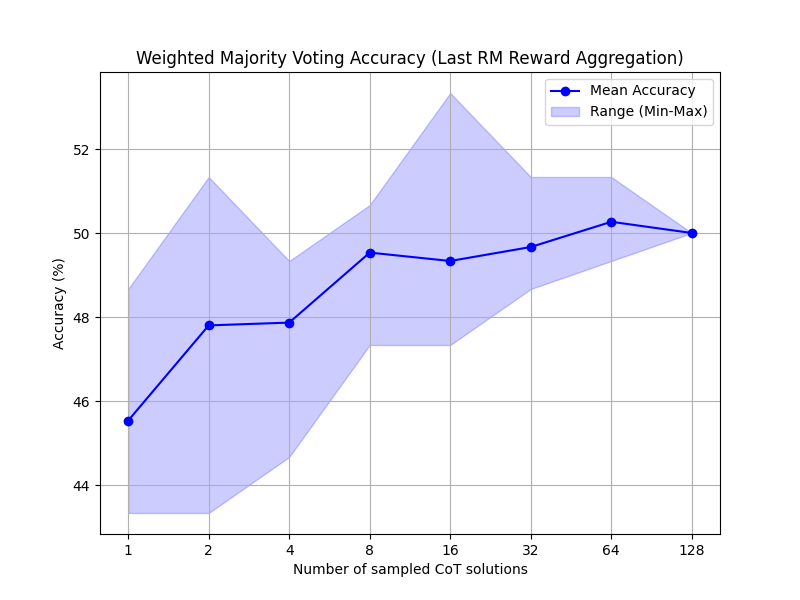 Weighted Majority Voting Accuracy (Last RM Reward Aggregation)
Mean Accuracy
Range (Min-Max)
Accuracy (%)
52
50
48
46
44
1 2 4 8 16 32 64 128
Number of sampled CoT solutions